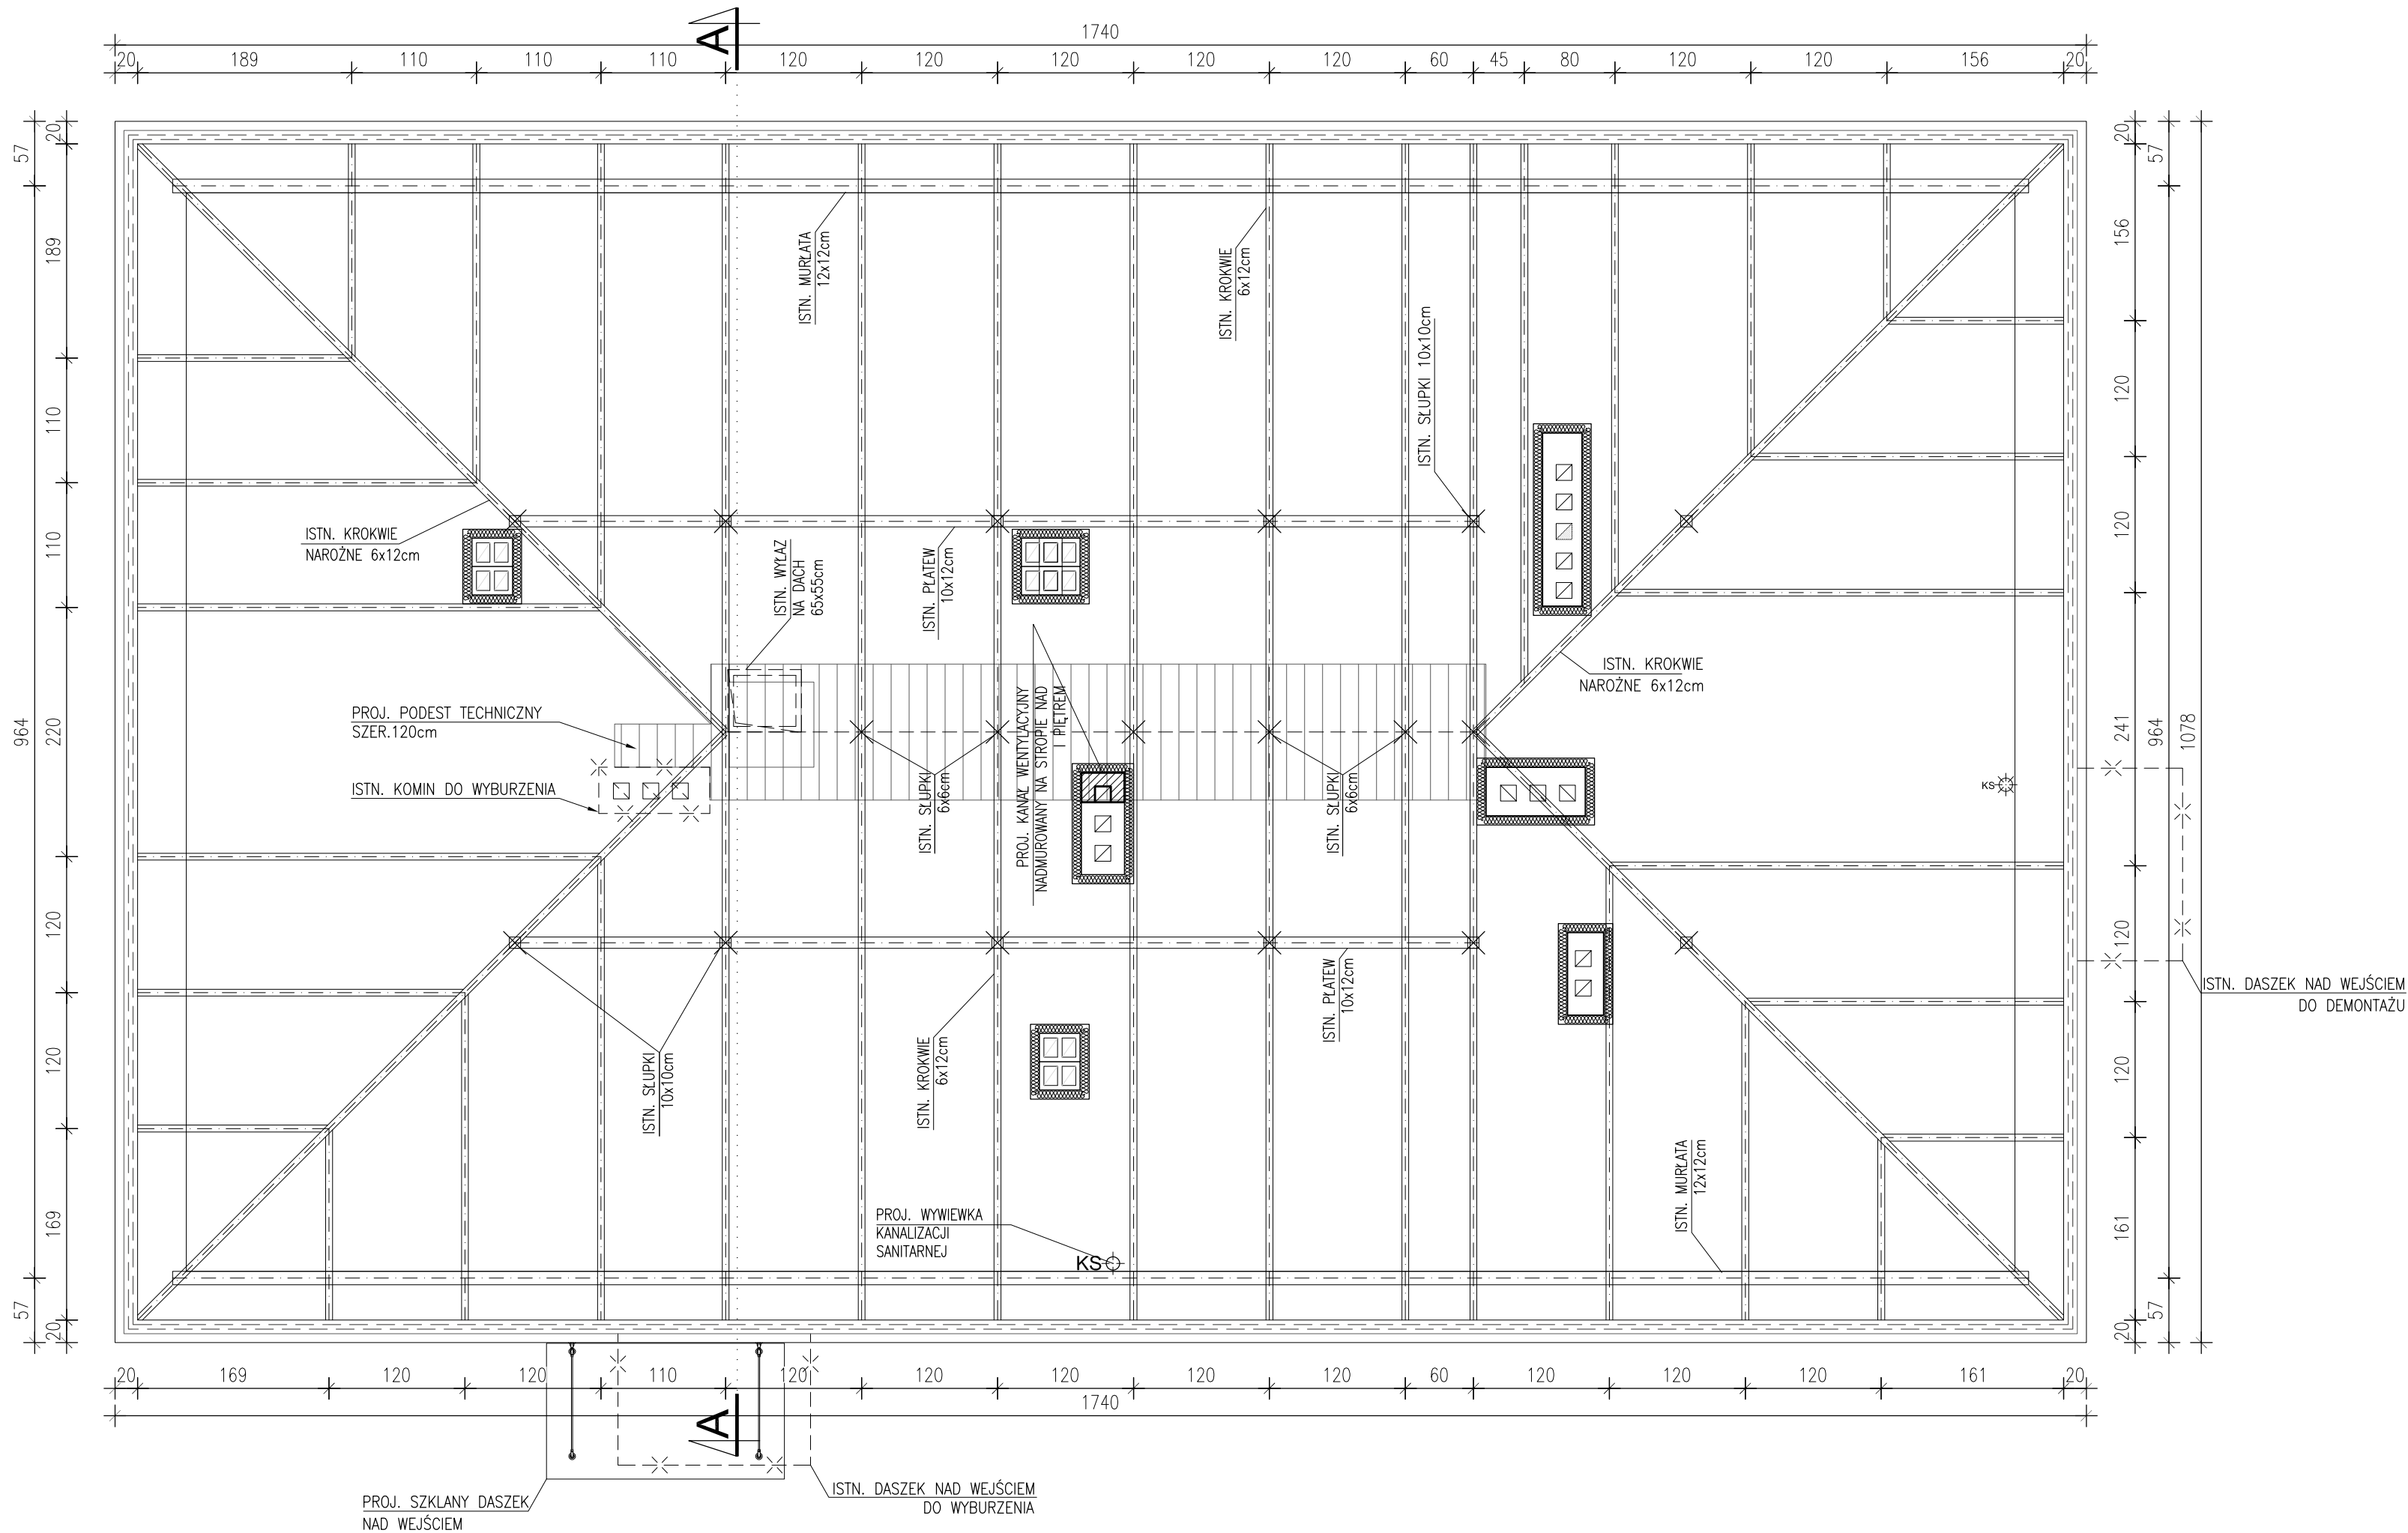 A
1740
20 189 110 110 110 120 120 120 120 120 60 45 80 120 120 156 20
57 964 57
20 189 110 110 220 120 120 169 20
ISTN. MURŁATA
12x12cm
ISTN. KROKWIE
6x12cm
ISTN. SŁUPKI 10x10cm
ISTN. KROKWIE
NAROŻNE 6x12cm
ISTN. WYŁAZ
NA DACH
65x55cm
ISTN. PŁATEW
10x12cm
ISTN. KROKWIE
NAROŻNE 6x12cm
PROJ. PODEST TECHNICZNY
SZER.120cm
ISTN. KOMIN DO WYBURZENIA
ISTN. SŁUPKI
6x6cm
PROJ. KANAŁ WENTYLACYJNY
NADMUROWANY NA STROPIE NAD
I PIĘTREM
ISTN. SŁUPKI
6x6cm
KS
ISTN. SŁUPKI
10x10cm
ISTN. KROKWIE
6x12cm
ISTN. PŁATEW
10x12cm
ISTN. MURŁATA
12x12cm
PROJ. WYWIEWKA
KANALIZACJI
SANITARNEJ
KS
20 156 120 120 241 120 120 161 20
57 964 57
1078
ISTN. DASZEK NAD WEJŚCIEM
DO DEMONTAŻU
20 169 120 120 110 120 120 120 120 120 60 120 120 120 161 20
1740
A
PROJ. SZKLANY DASZEK
NAD WEJŚCIEM
ISTN. DASZEK NAD WEJŚCIEM
DO WYBURZENIA